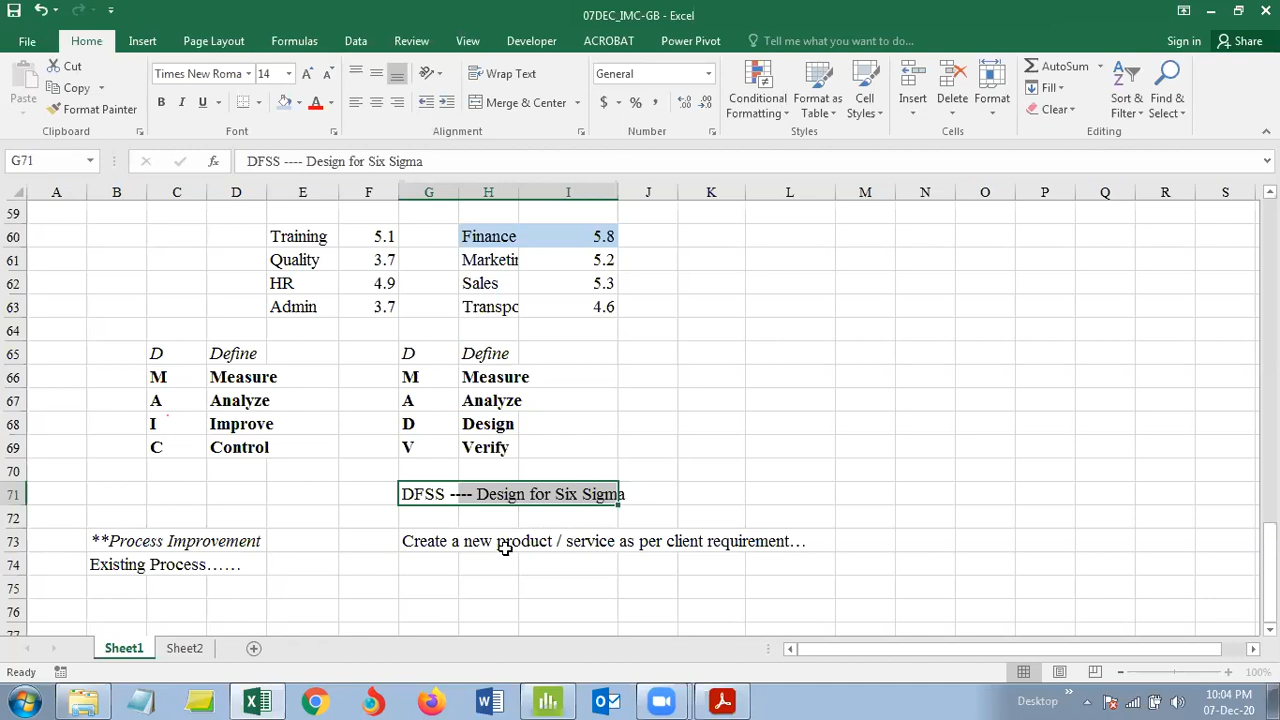 07DEC_IMC-GB - Excel
File Home Insert Page Layout Formulas Data Review View Developer ACROBAT Power Pivot Tell me what you want to do... Sign in Share
Paste Cut Copy Format Painter
Clipboard
Times New Roma 14
Font
Wrap Text Merge & Center
Alignment
General
Number
Conditional Formatting Format as Table Cell Styles
Styles
Insert Delete Format
Cells
AutoSum Fill Clear Sort & Filter Find & Select
Editing
G71 fx DFSS ---- Design for Six Sigma
A B C D E F G H I J K L M N O P Q R S
59
60 Training 5.1 Finance 5.8
61 Quality 3.7 Marketin 5.2
62 HR 4.9 Sales 5.3
63 Admin 3.7 Transpo 4.6
64
65 D Define D Define
66 M Measure M Measure
67 A Analyze A Analyze
68 I Improve D Design
69 C Control V Verify
70
71 DFSS ---- Design for Six Sigma
72
73 **Process Improvement Create a new product / service as per client requirement…
74 Existing Process……
75
76
77
Sheet1 Sheet2
Ready 100%
Desktop 10:04 PM
07-Dec-20